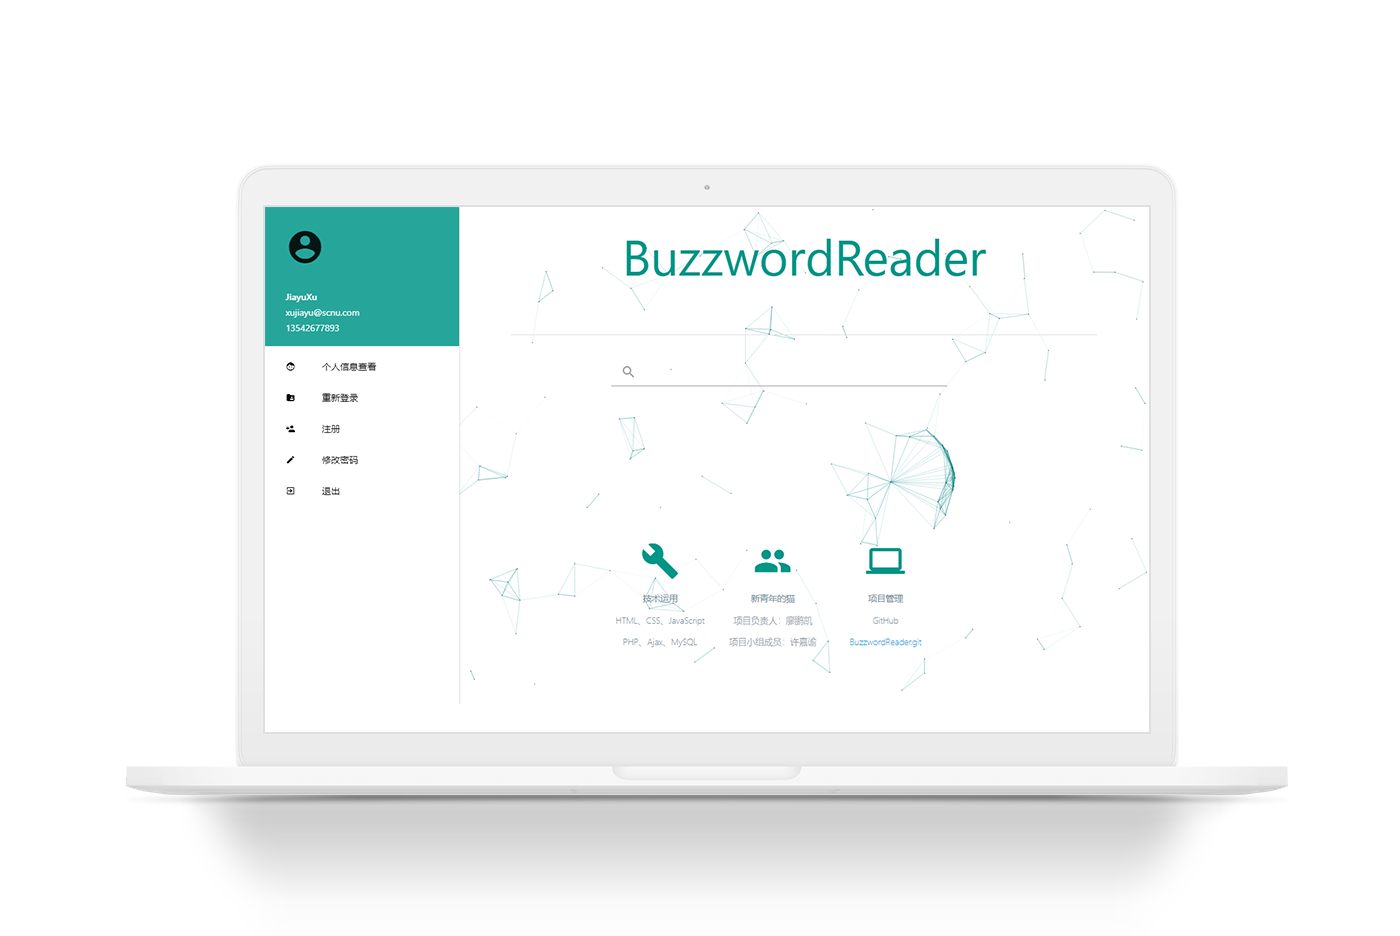 JiayuXu
xujiayu@scnu.com
13542677893
个人信息查看
重新登录
注册
修改密码
退出
BuzzwordReader
技术运用
HTML、CSS、JavaScript
PHP、Ajax、MySQL
新青年的猫
项目负责人：廖鹏凯
项目小组成员：许嘉谕
项目管理
GitHub
BuzzwordReader.git